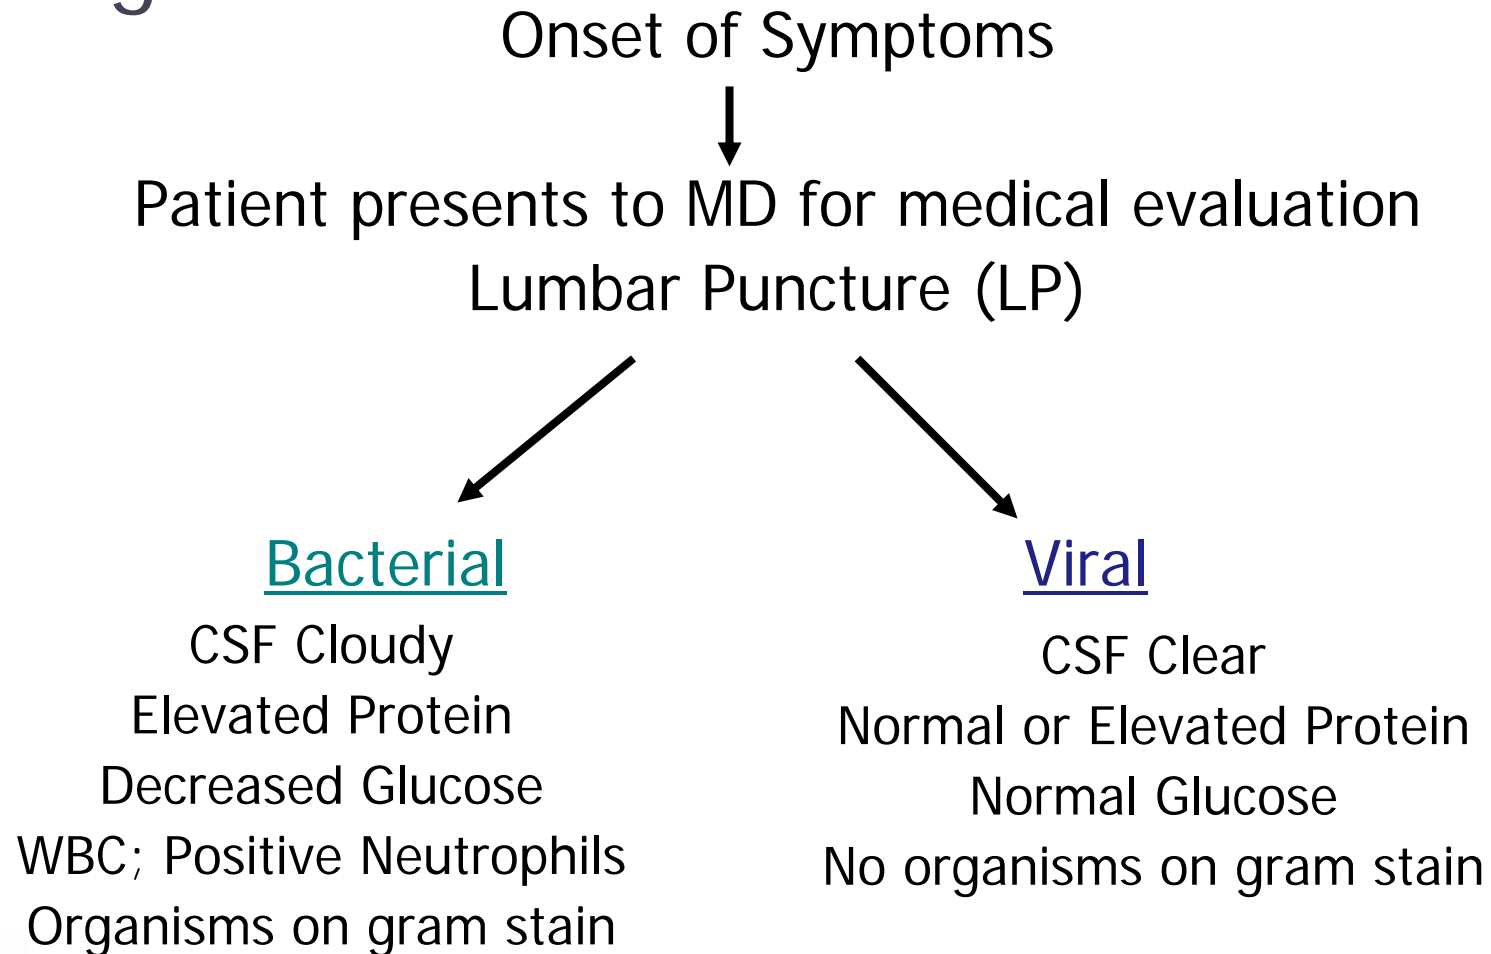 Onset of Symptoms
Patient presents to MD for medical evaluation
Lumbar Puncture (LP)
Bacterial
CSF Cloudy
Elevated Protein
Decreased Glucose
WBC; Positive Neutrophils
Organisms on gram stain
Viral
CSF Clear
Normal or Elevated Protein
Normal Glucose
No organisms on gram stain